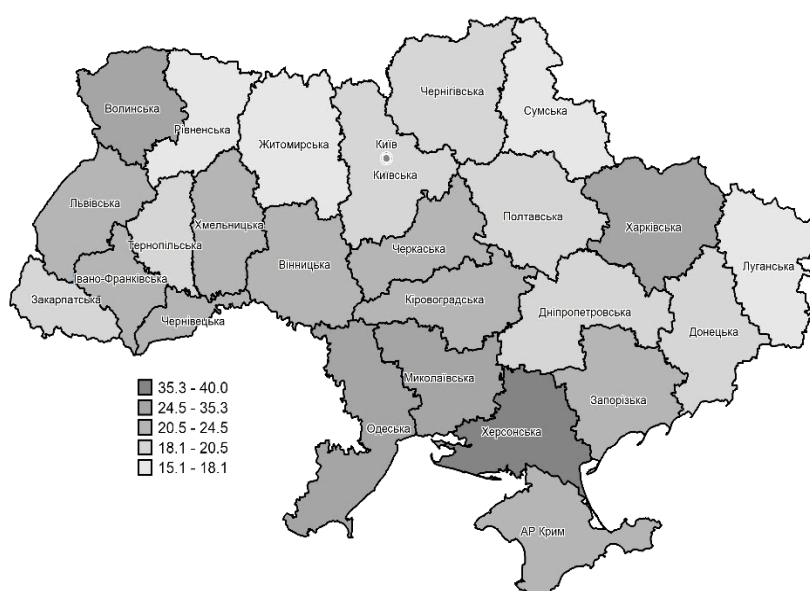 Чернігівська
Волинська
Рівненська
Сумська
Житомирська
Київ
Київська
Львівська
Хмельницька
Полтавська
Харківська
Тернопільська
Вінницька
Черкаська
Луганська
Івано-Франківська
Закарпатська
Кіровоградська
Чернівецька
Дніпропетровська
Донецька
Миколаївська
Запорізька
Одеська
Херсонська
АР Крим
35.3 - 40.0
24.5 - 35.3
20.5 - 24.5
18.1 - 20.5
15.1 - 18.1